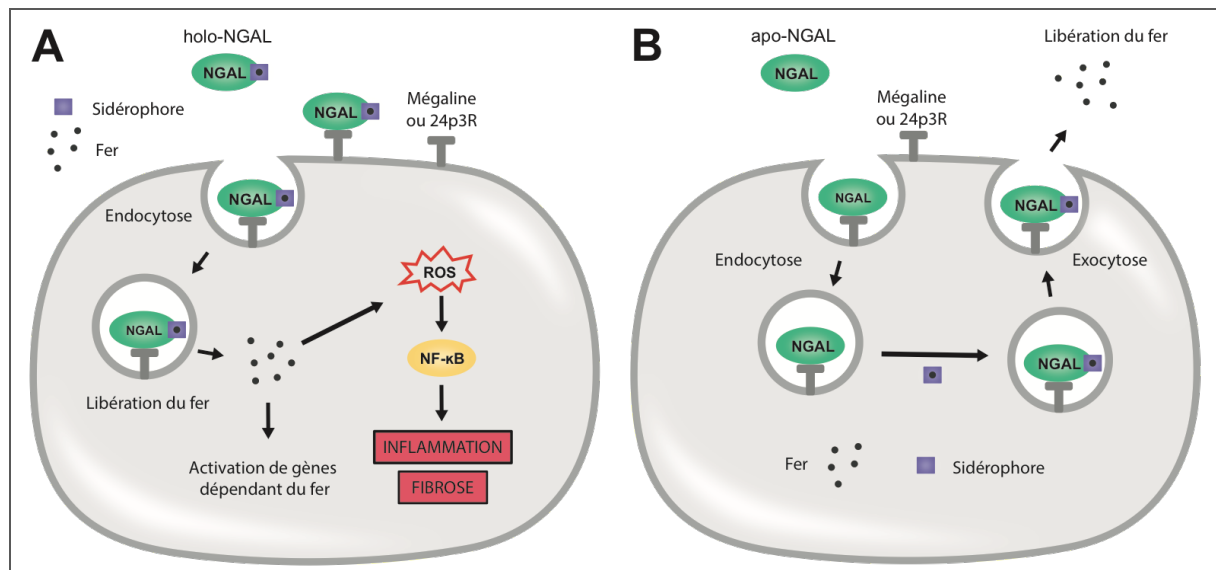 A
holo-NGAL
NGAL
Sidérophore
Fer
NGAL
Mégaline
ou 24p3R
NGAL
Endocytose
NGAL
Libération du fer
Activation de gènes
dépendant du fer
ROS
NF-κB
INFLAMMATION
FIBROSE
B
apo-NGAL
NGAL
Mégaline
ou 24p3R
Libération du fer
NGAL
Endocytose
NGAL
NGAL
Exocytose
NGAL
Fer
Sidérophore